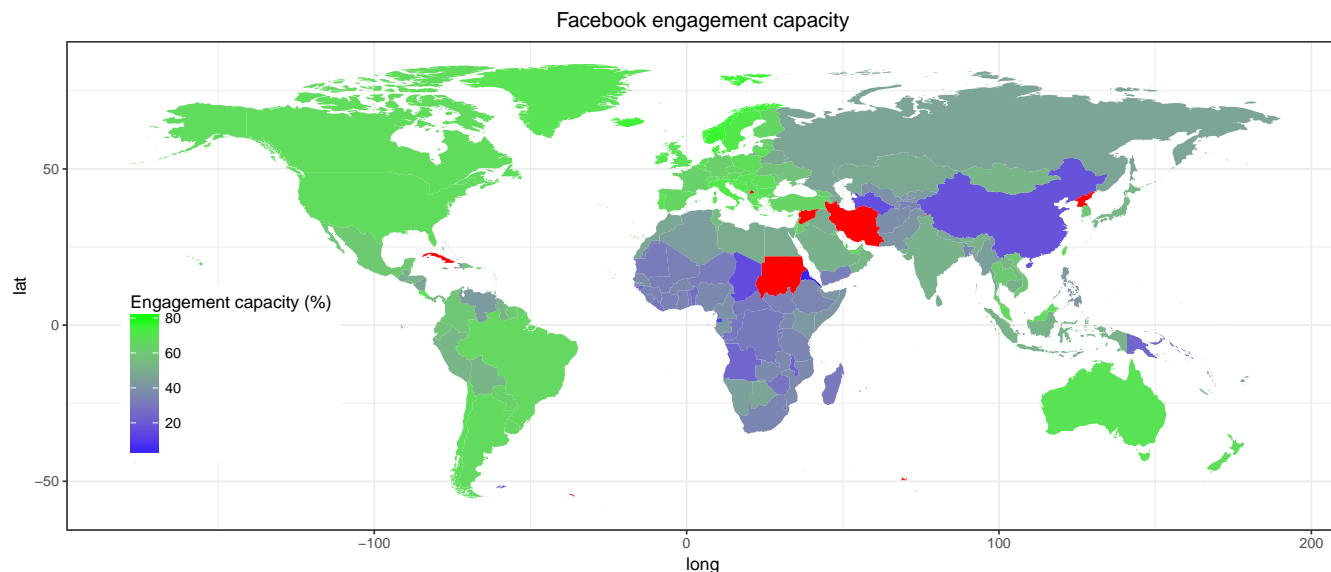 Facebook engagement capacity
lat
50
0
−50
Engagement capacity (%)
80
60
40
20
−100
0
100
200
long